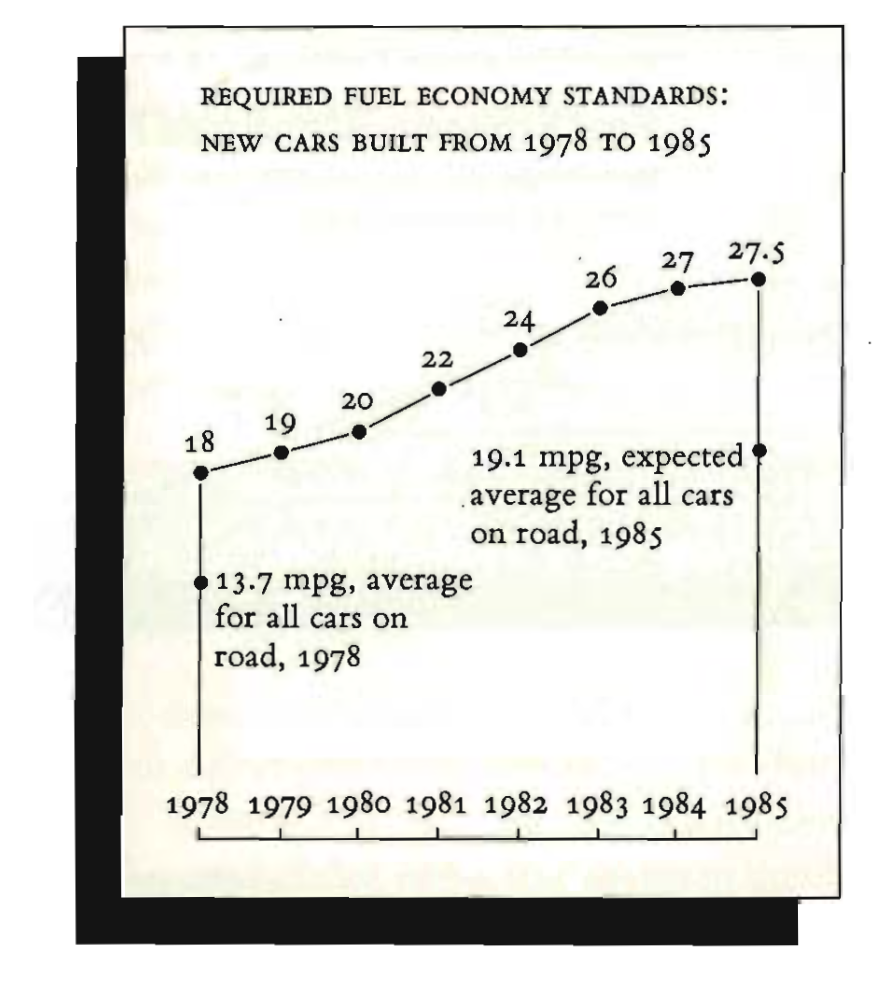 REQUIRED FUEL ECONOMY STANDARDS:
NEW CARS BUILT FROM 1978 TO 1985
27.5
27
26
24
22
20
19
18
19.1 mpg, expected
average for all cars
on road, 1985
13.7 mpg, average
for all cars on
road, 1978
1978 1979 1980 1981 1982 1983 1984 1985